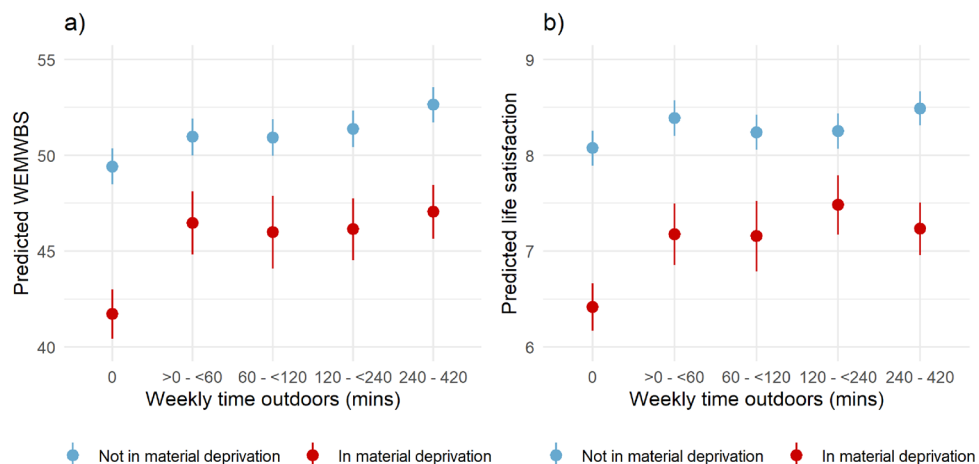 a)
Predicted WEMWBS
55
50
45
40
0 >0 - <60 60 - <120 120 - <240 240 - 420
Weekly time outdoors (mins)
Not in material deprivation In material deprivation
b)
Predicted life satisfaction
9
8
7
6
0 >0 - <60 60 - <120 120 - <240 240 - 420
Weekly time outdoors (mins)
Not in material deprivation In material deprivation